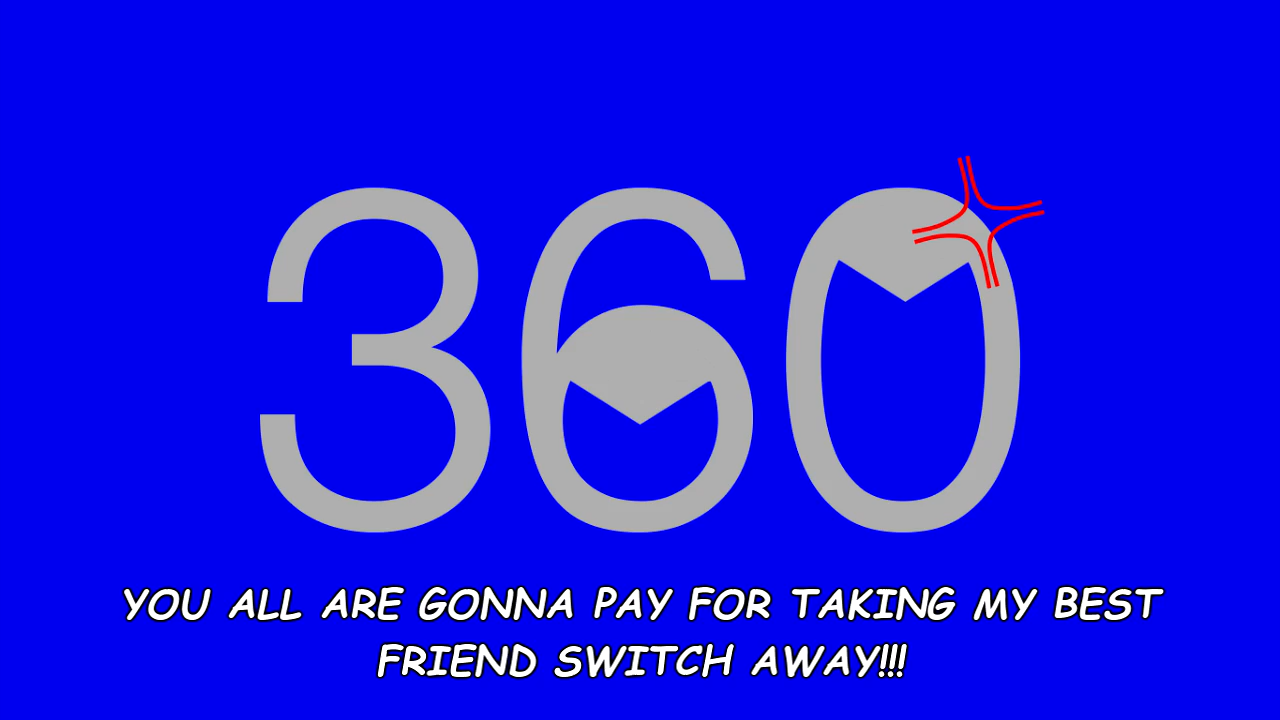 360
YOU ALL ARE GONNA PAY FOR TAKING MY BEST
FRIEND SWITCH AWAY!!!